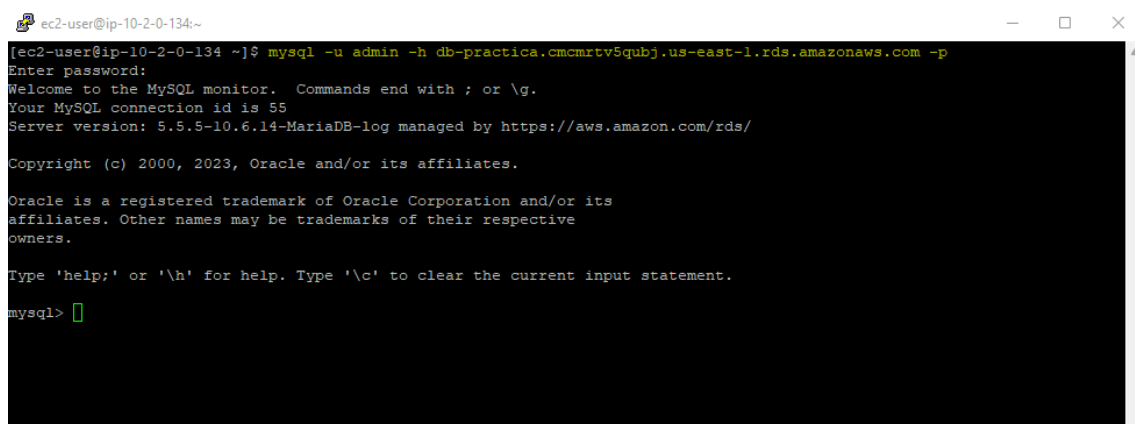 ec2-user@ip-10-2-0-134:~
[ec2-user@ip-10-2-0-134 ~]$ mysql -u admin -h db-practica.cmcmrtv5qubj.us-east-1.rds.amazonaws.com -p
Enter password:
Welcome to the MySQL monitor.  Commands end with ; or \g.
Your MySQL connection id is 55
Server version: 5.5.5-10.6.14-MariaDB-log managed by https://aws.amazon.com/rds/
Copyright (c) 2000, 2023, Oracle and/or its affiliates.
Oracle is a registered trademark of Oracle Corporation and/or its
affiliates. Other names may be trademarks of their respective
owners.
Type 'help;' or '\h' for help. Type '\c' to clear the current input statement.
mysql>